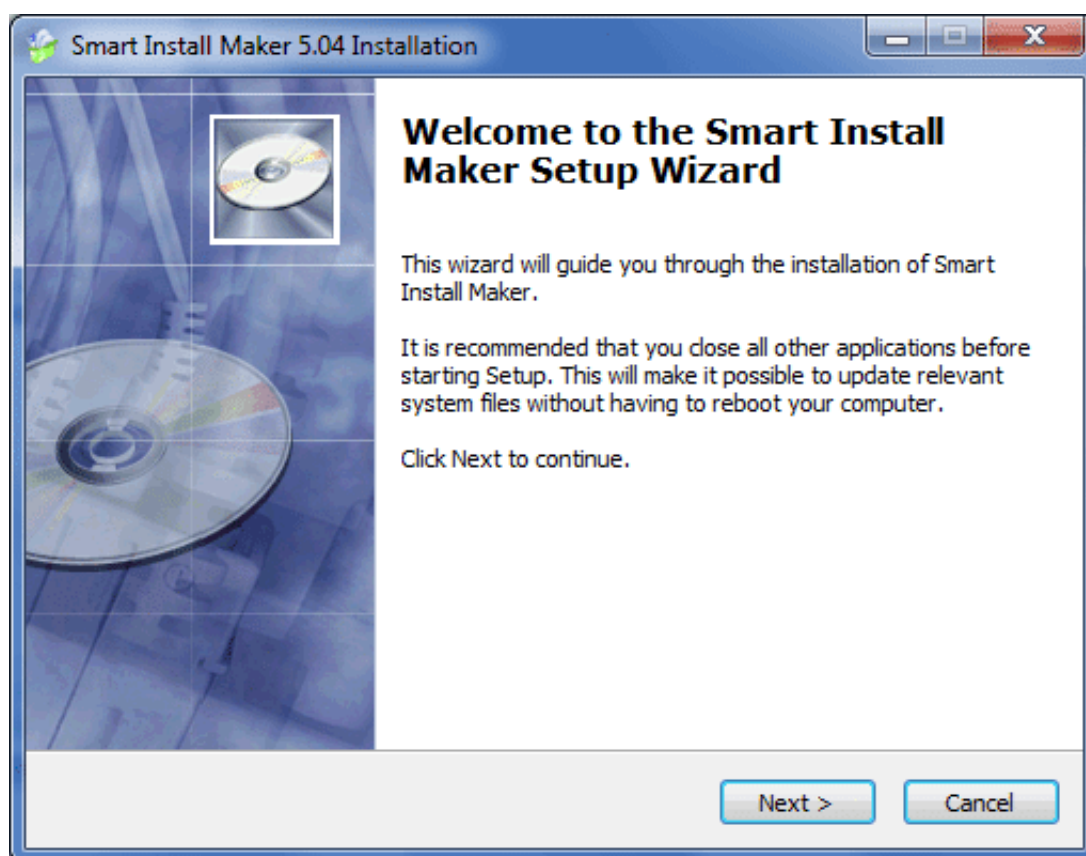 Smart Install Maker 5.04 Installation
Welcome to the Smart Install
Maker Setup Wizard
This wizard will guide you through the installation of Smart
Install Maker.
It is recommended that you close all other applications before
starting Setup. This will make it possible to update relevant
system files without having to reboot your computer.
Click Next to continue.
Next >
Cancel